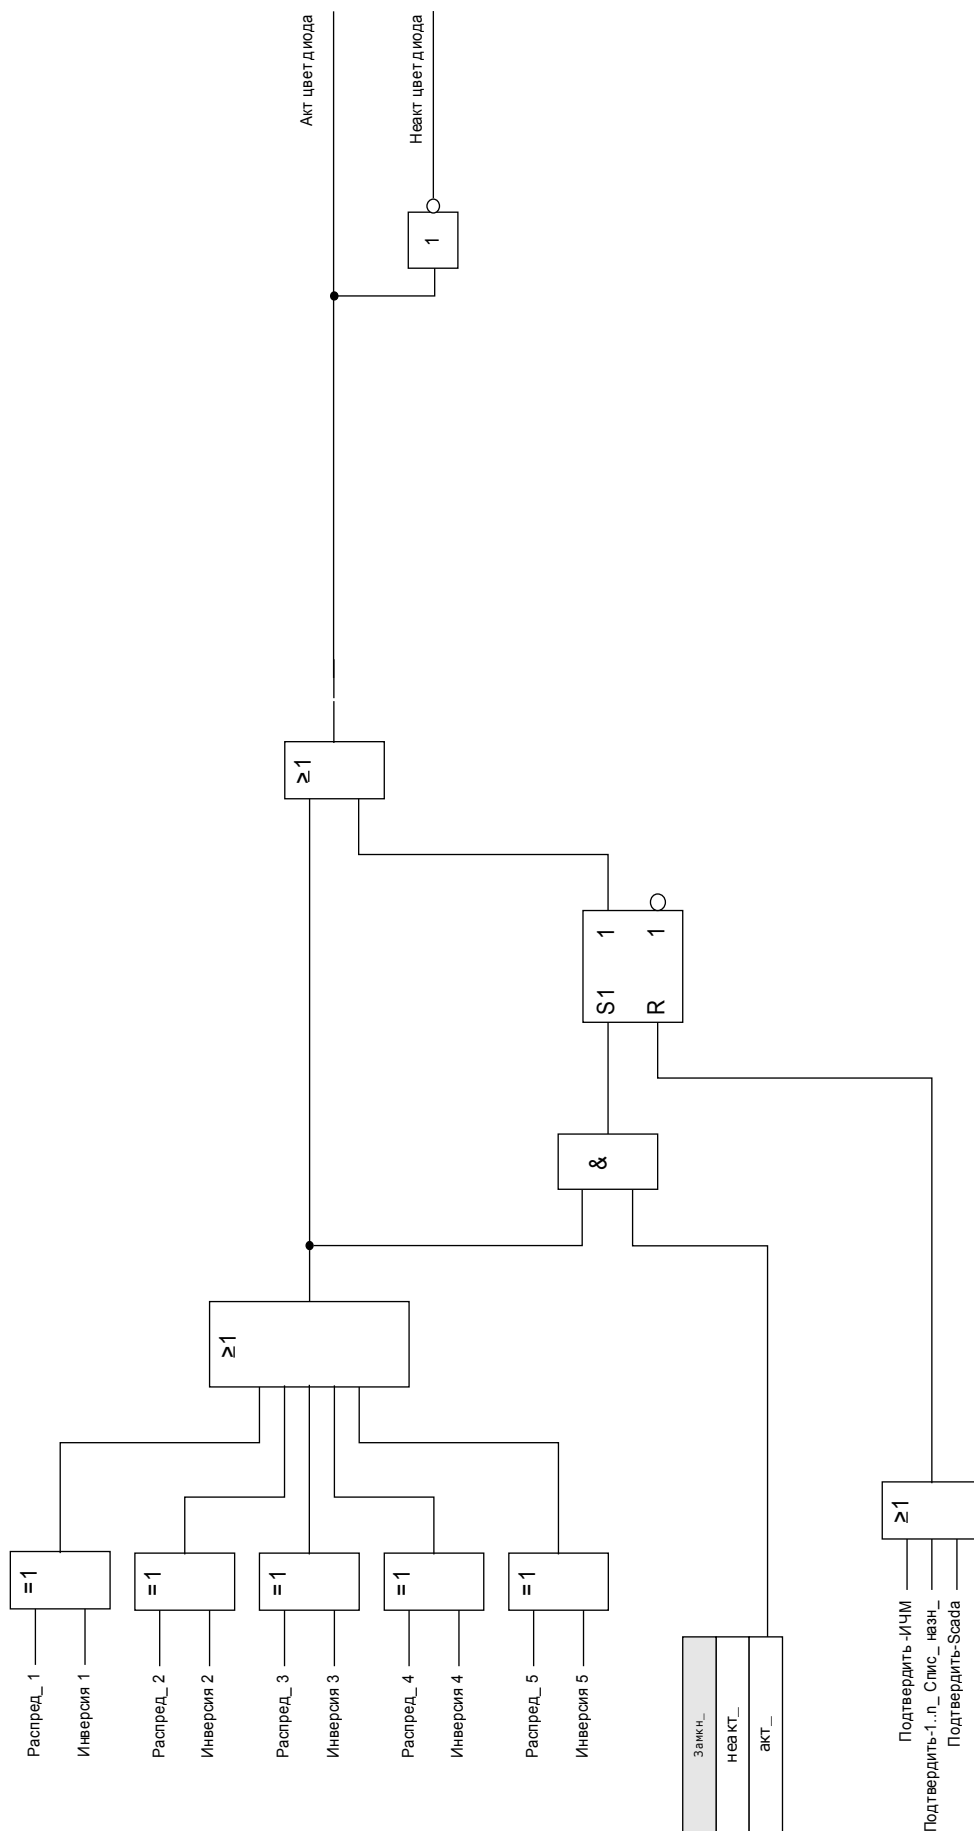 Распред_ 1
Инверсия 1
Распред_ 2
Инверсия 2
Распред_ 3
Инверсия 3
Распред_ 4
Инверсия 4
Распред_ 5
Инверсия 5
=1
=1
=1
=1
=1
≥1
Замкн_
неакт_
акт_
&
Подтвердить -ИЧМ
Подтвердить-1..n_ Спис_ назн_
Подтвердить-Scada
≥1
S1 1
R 1
≥1
1
Акт цвет диода
Неакт цвет диода